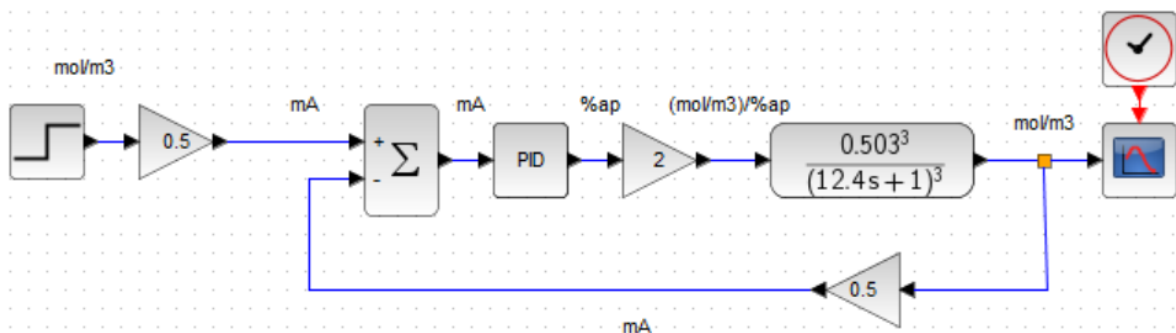 mol/m3
0.5
mA
+
-
Σ
mA
PID
%ap
2
(mol/m3)/%ap
0.503³
(12.4s + 1)³
mol/m3
0.5
mA